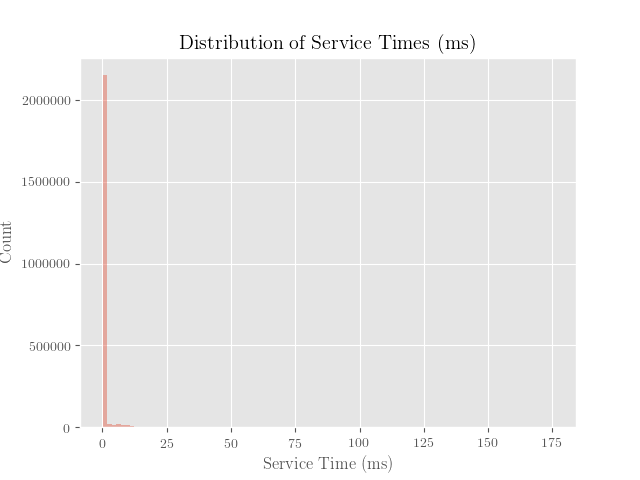 Distribution of Service Times (ms)
2000000
1500000
1000000
500000
0
Count
0 25 50 75 100 125 150 175
Service Time (ms)